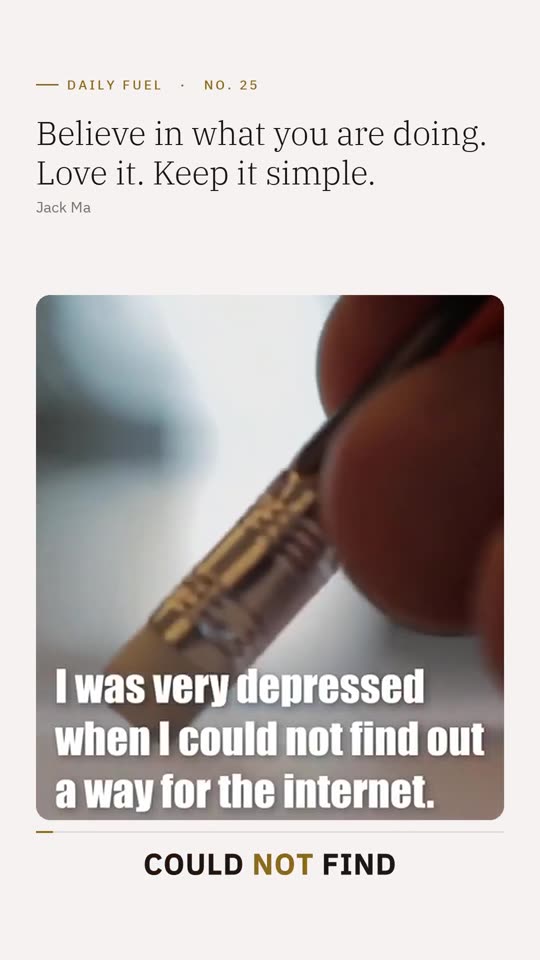 DAILY FUEL · NO. 25
Believe in what you are doing.
Love it. Keep it simple.
Jack Ma
I was very depressed
when I could not find out
a way for the internet.
COULD NOT FIND